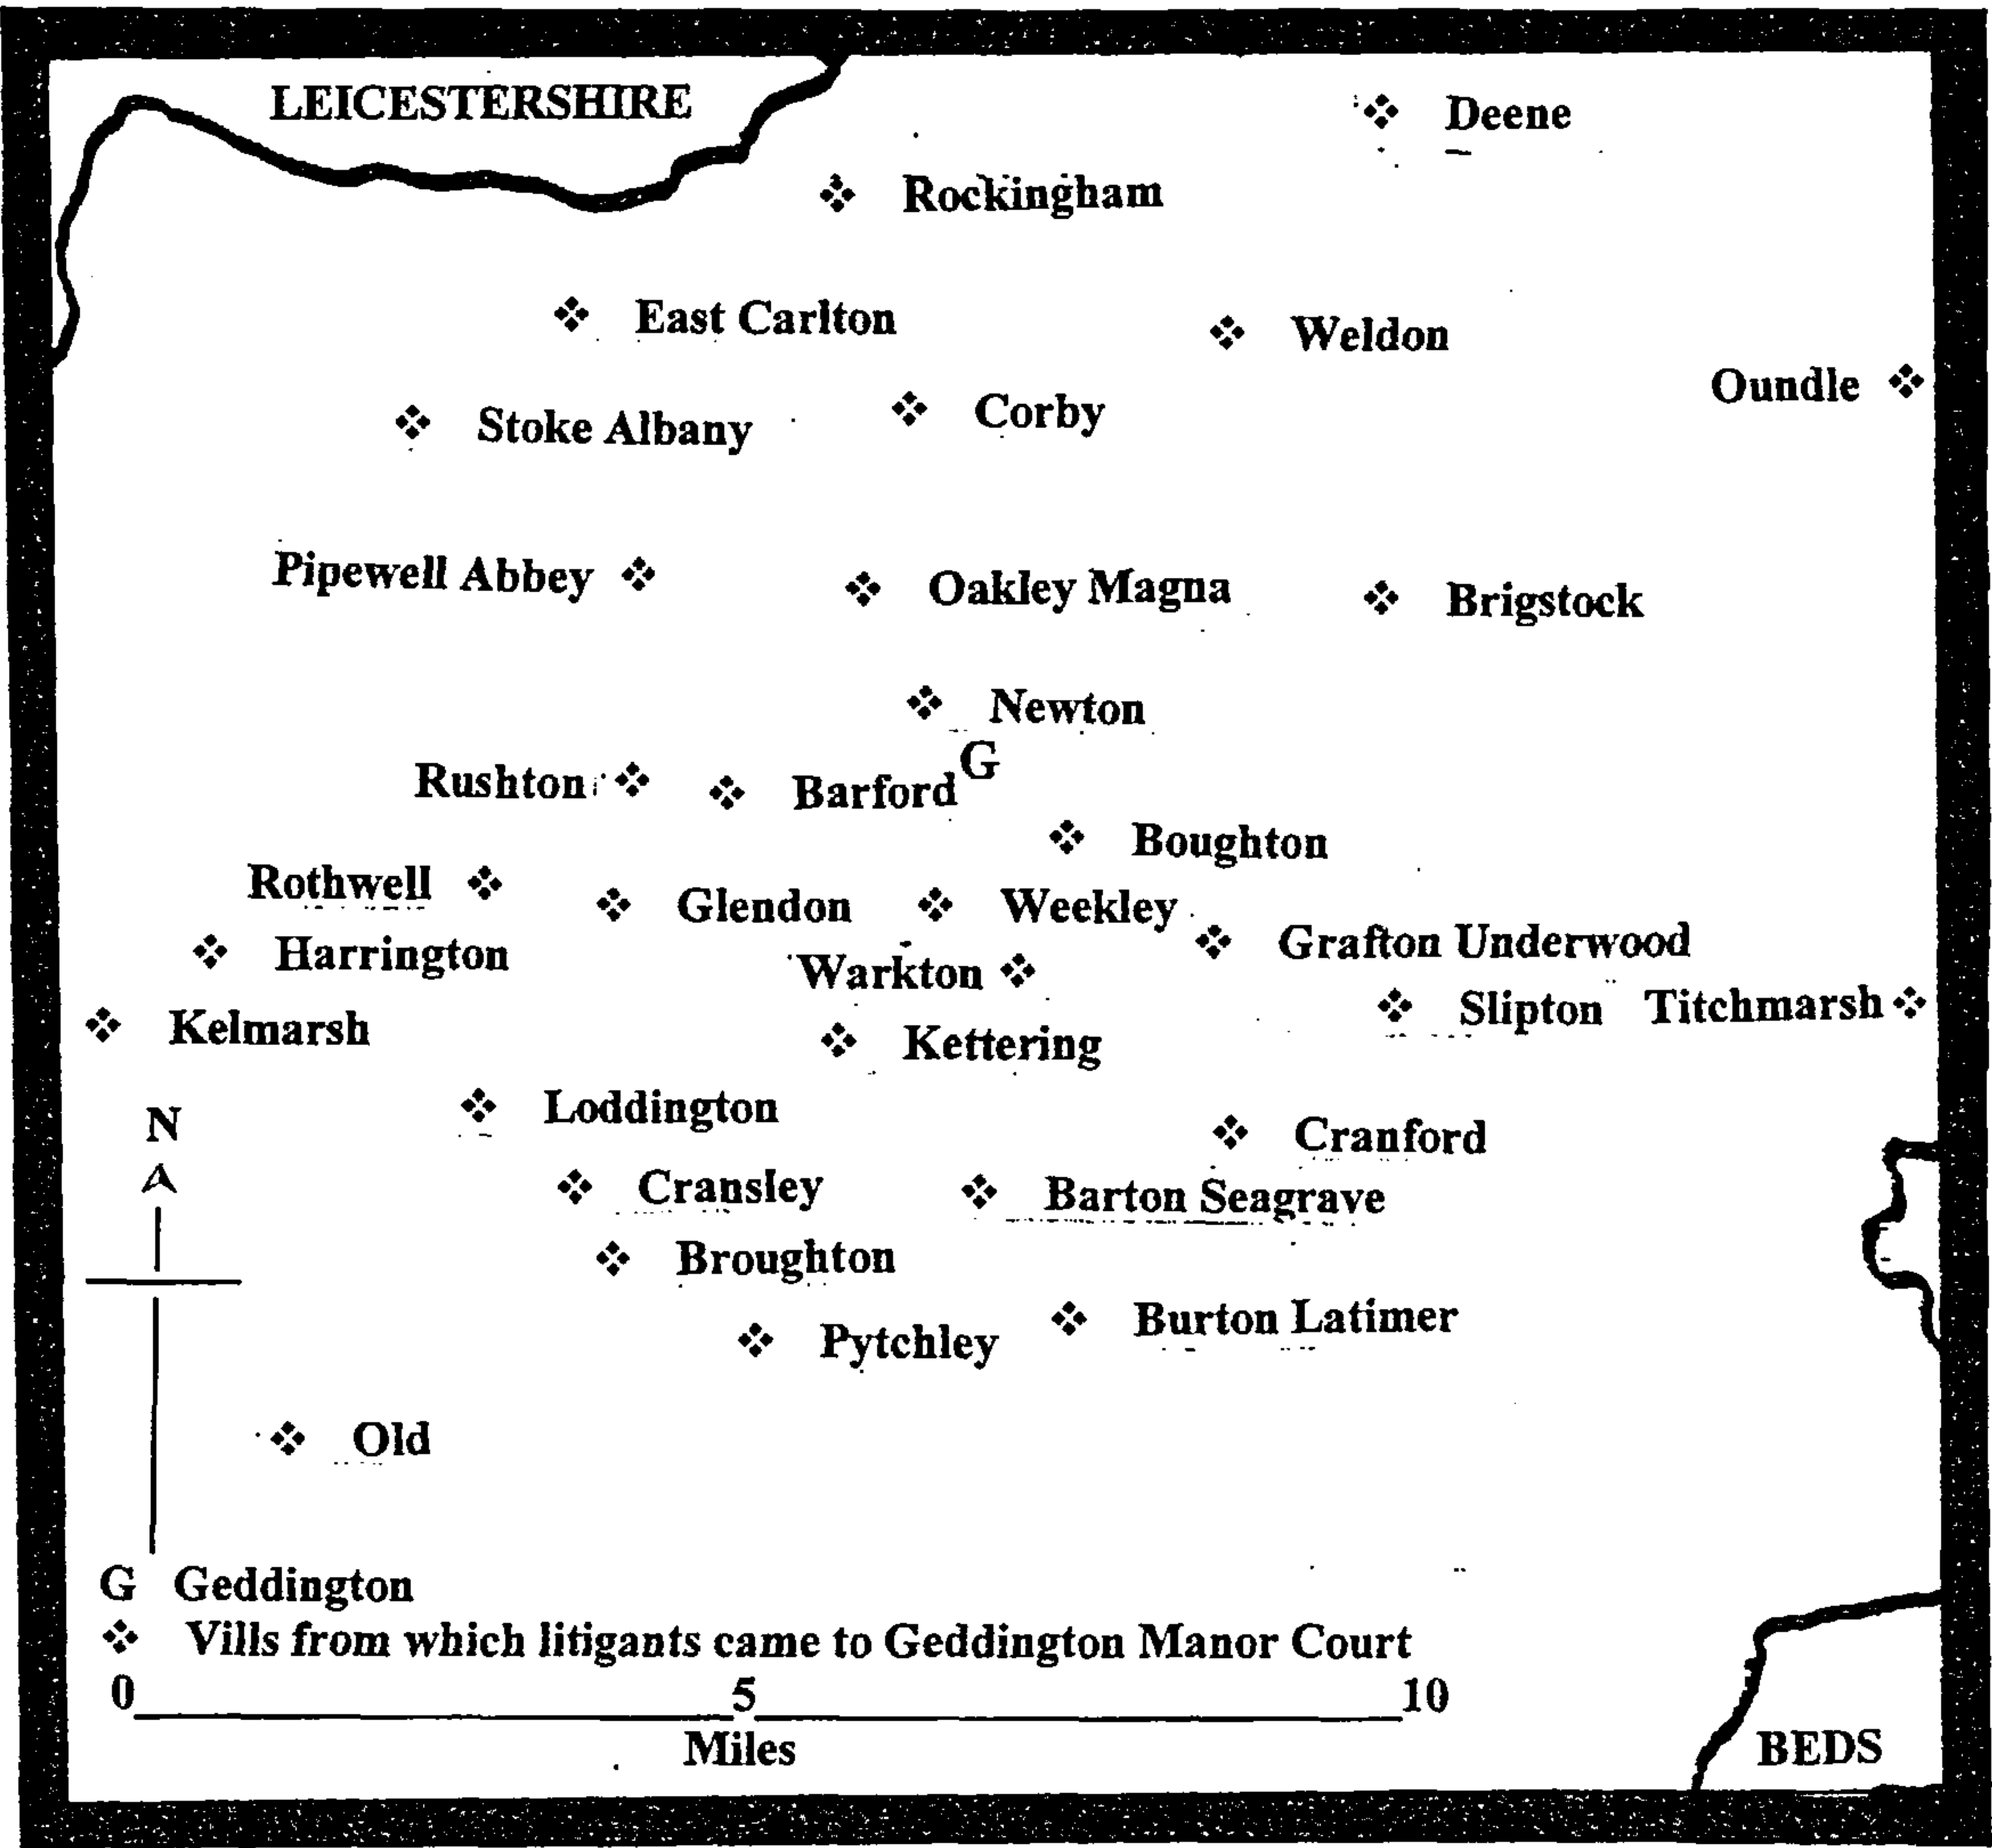 LEICESTERSHIRE
Deene
Rockingham
East Carlton
Weldon
Oundle
Stoke Albany
Corby
Pipewell Abbey
Oakley Magna
Brigstock
Newton
G
Rushton
Barford
Boughton
Rothwell
Glendon
Weekley
Grafton Underwood
Harrington
Warkton
Slipton
Titchmarsh
Kelmarsh
Kettering
Loddington
N
Cranford
Cransley
Barton Seagrave
Broughton
Burton Latimer
Pytchley
Old
G Geddington
Vills from which litigants came to Geddington Manor Court
0 5 10
Miles
BEDS